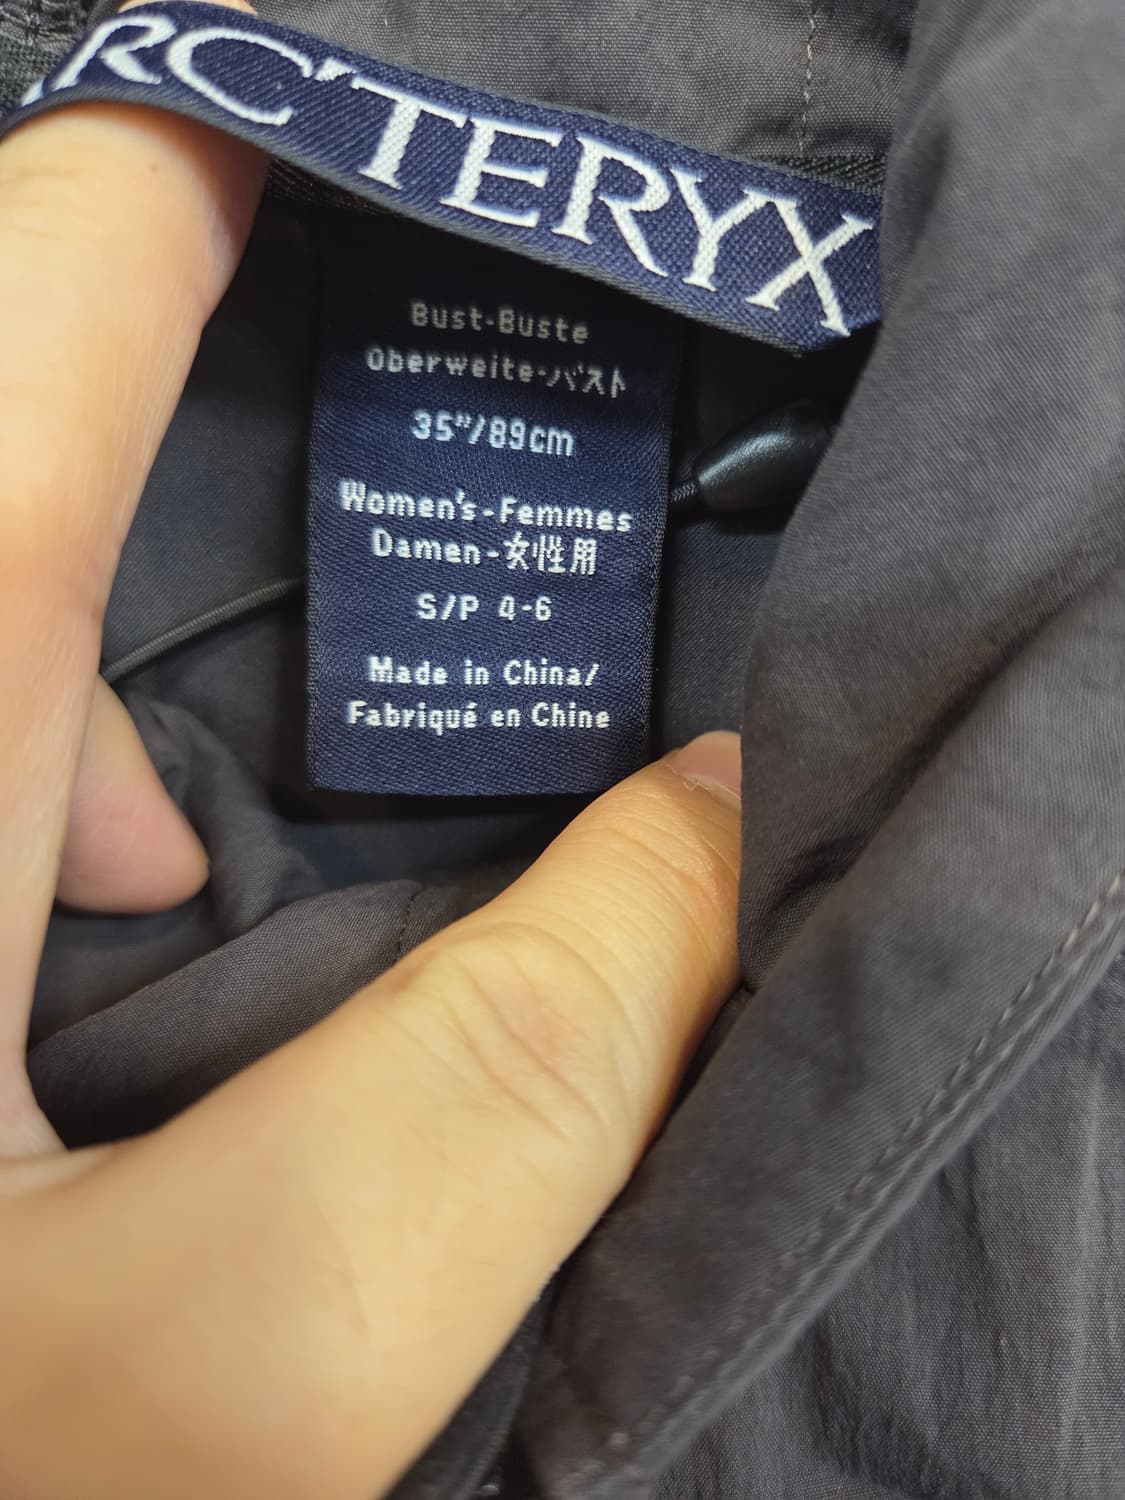 RC'TERYX
Bust-Buste
Oberweite-バスト
35"/89cm
Women's-Femmes
Damen-女性用
S/P 4-6
Made in China/
Fabriqué en Chine